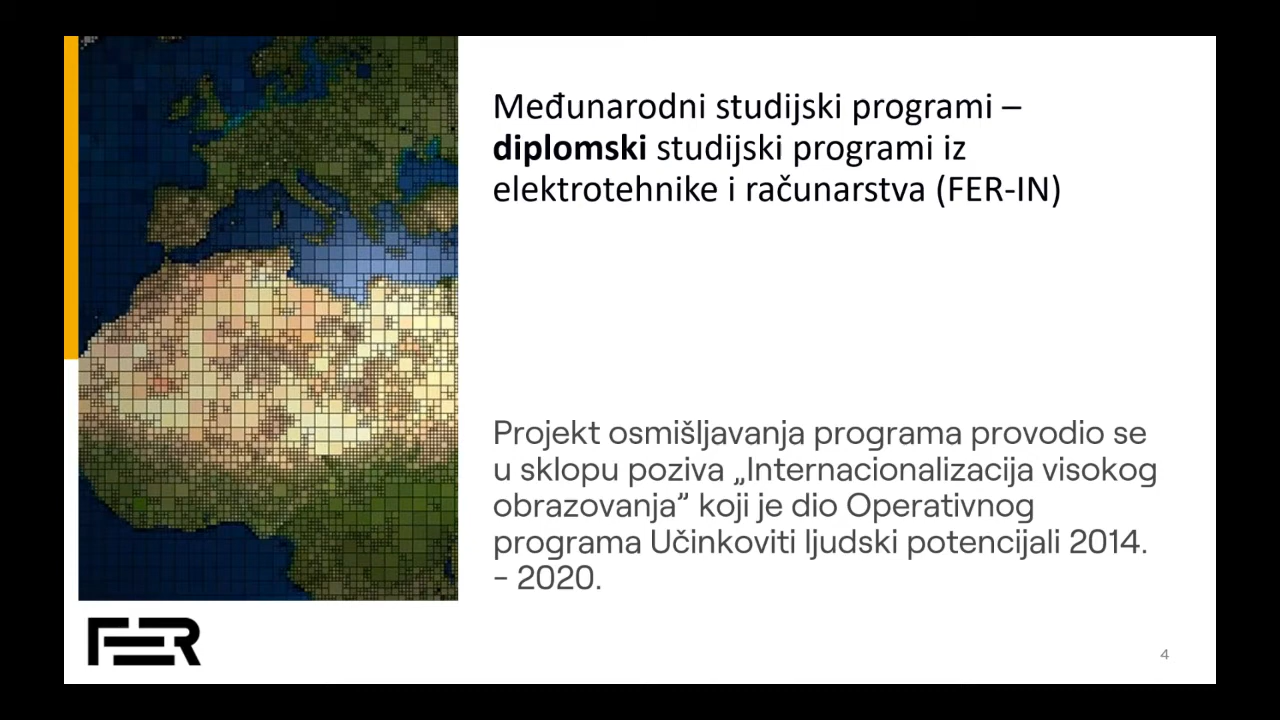 Međunarodni studijski programi –
diplomski studijski programi iz
elektrotehnike i računarstva (FER-IN)
Projekt osmišljavanja programa provodio se
u sklopu poziva „Internacionalizacija visokog
obrazovanja” koji je dio Operativnog
programa Učinkoviti ljudski potencijali 2014.
- 2020.
FER
4